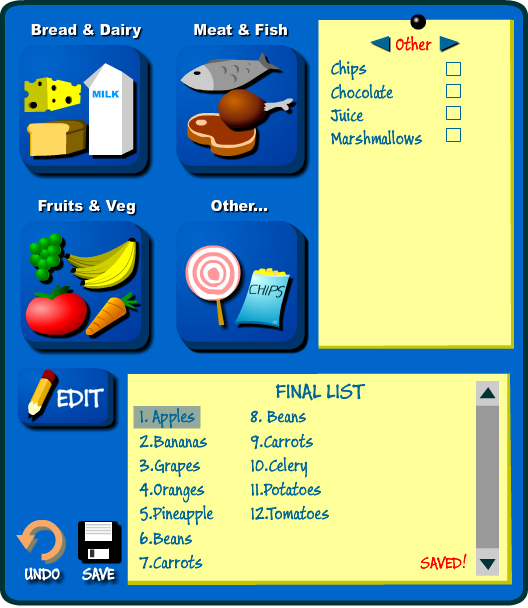 Bread & Dairy
Meat & Fish
MILK
Other
Chips
Chocolate
Juice
Marshmallows
Fruits & Veg
Other...
CHIPS
EDIT
FINAL LIST
1. Apples
2.Bananas
3.Grapes
4.Oranges
5.Pineapple
6.Beans
7.Carrots
8. Beans
9.Carrots
10.Celery
11.Potatoes
12.Tomatoes
SAVED!
UNDO
SAVE